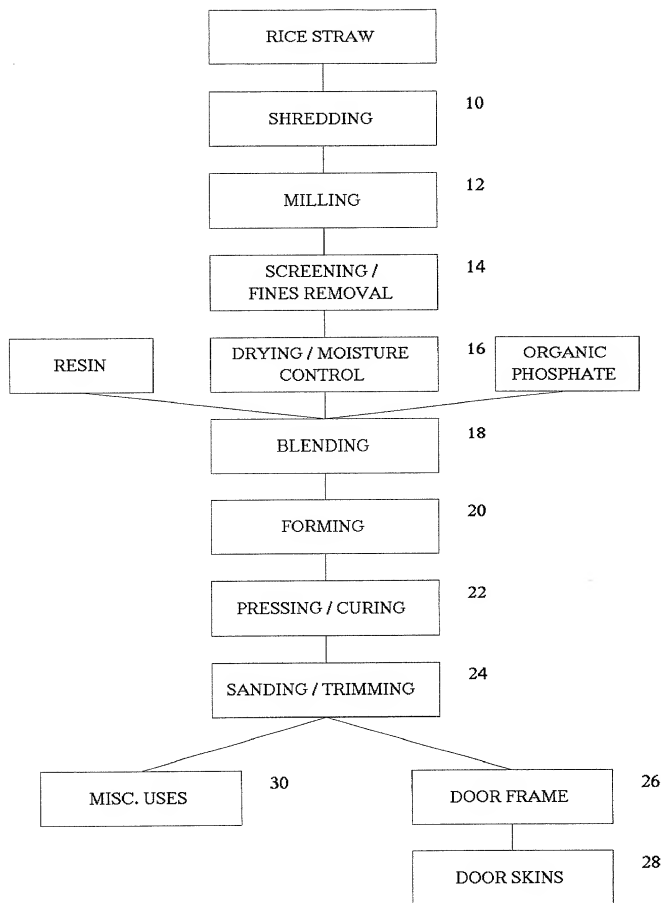 RICE STRAW
SHREDDING
10
MILLING
12
SCREENING /
FINES REMOVAL
14
RESIN
DRYING / MOISTURE
CONTROL
16
ORGANIC
PHOSPHATE
BLENDING
18
FORMING
20
PRESSING / CURING
22
SANDING / TRIMMING
24
MISC. USES
30
DOOR FRAME
26
DOOR SKINS
28